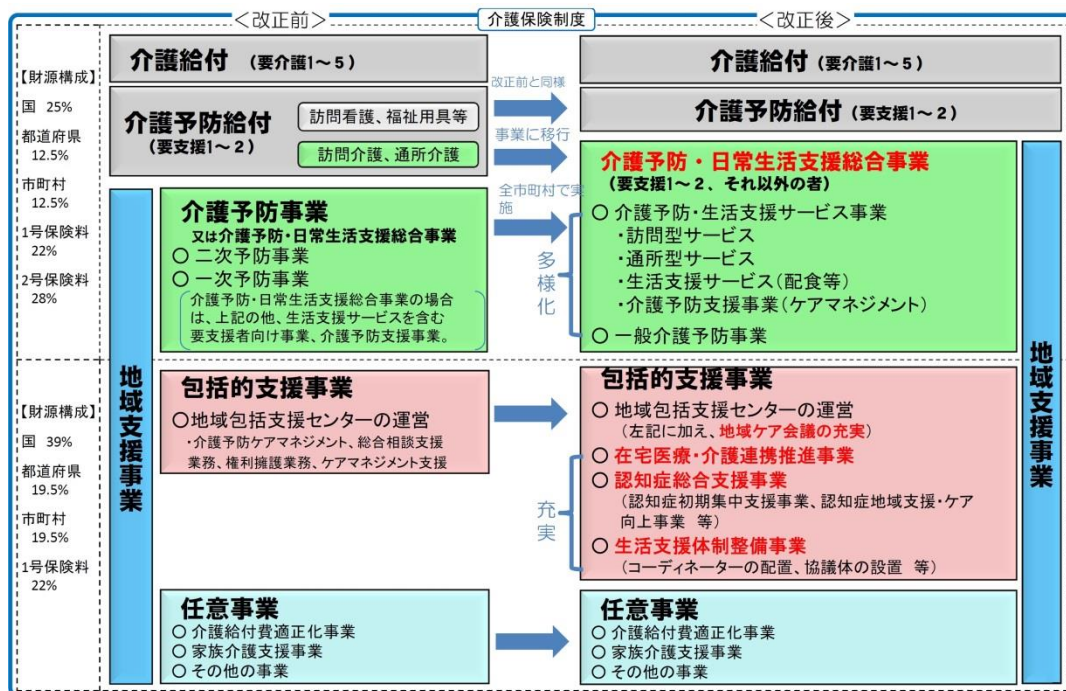 ＜改正前＞
介護保険制度
＜改正後＞
【財源構成】
国 25%
都道府県
12.5%
市町村
12.5%
1号保険料
22%
2号保険料
28%
【財源構成】
国 39%
都道府県
19.5%
市町村
19.5%
1号保険料
22%
介護給付 （要介護1～5）
介護予防給付
（要支援1～2）
訪問看護、福祉用具等
訪問介護、通所介護
地域支援事業
介護予防事業
又は介護予防・日常生活支援総合事業
○ 二次予防事業
○ 一次予防事業
介護予防・日常生活支援総合事業の場合
は、上記の他、生活支援サービスを含む
要支援者向け事業、介護予防支援事業。
包括的支援事業
○地域包括支援センターの運営
・介護予防ケアマネジメント、総合相談支援
業務、権利擁護業務、ケアマネジメント支援
任意事業
○ 介護給付費適正化事業
○ 家族介護支援事業
○ その他の事業
改正前と同様
事業に移行
全市町村で実
施
多様化
充実
介護給付（要介護1～5）
介護予防給付（要支援1～2）
介護予防・日常生活支援総合事業
（要支援1～2、それ以外の者）
○ 介護予防・生活支援サービス事業
・訪問型サービス
・通所型サービス
・生活支援サービス（配食等）
・介護予防支援事業（ケアマネジメント）
○ 一般介護予防事業
包括的支援事業
○ 地域包括支援センターの運営
（左記に加え、地域ケア会議の充実）
○ 在宅医療・介護連携推進事業
○ 認知症総合支援事業
（認知症初期集中支援事業、認知症地域支援・ケア
向上事業 等）
○ 生活支援体制整備事業
（コーディネーターの配置、協議体の設置 等）
任意事業
○ 介護給付費適正化事業
○ 家族介護支援事業
○ その他の事業
地域支援事業